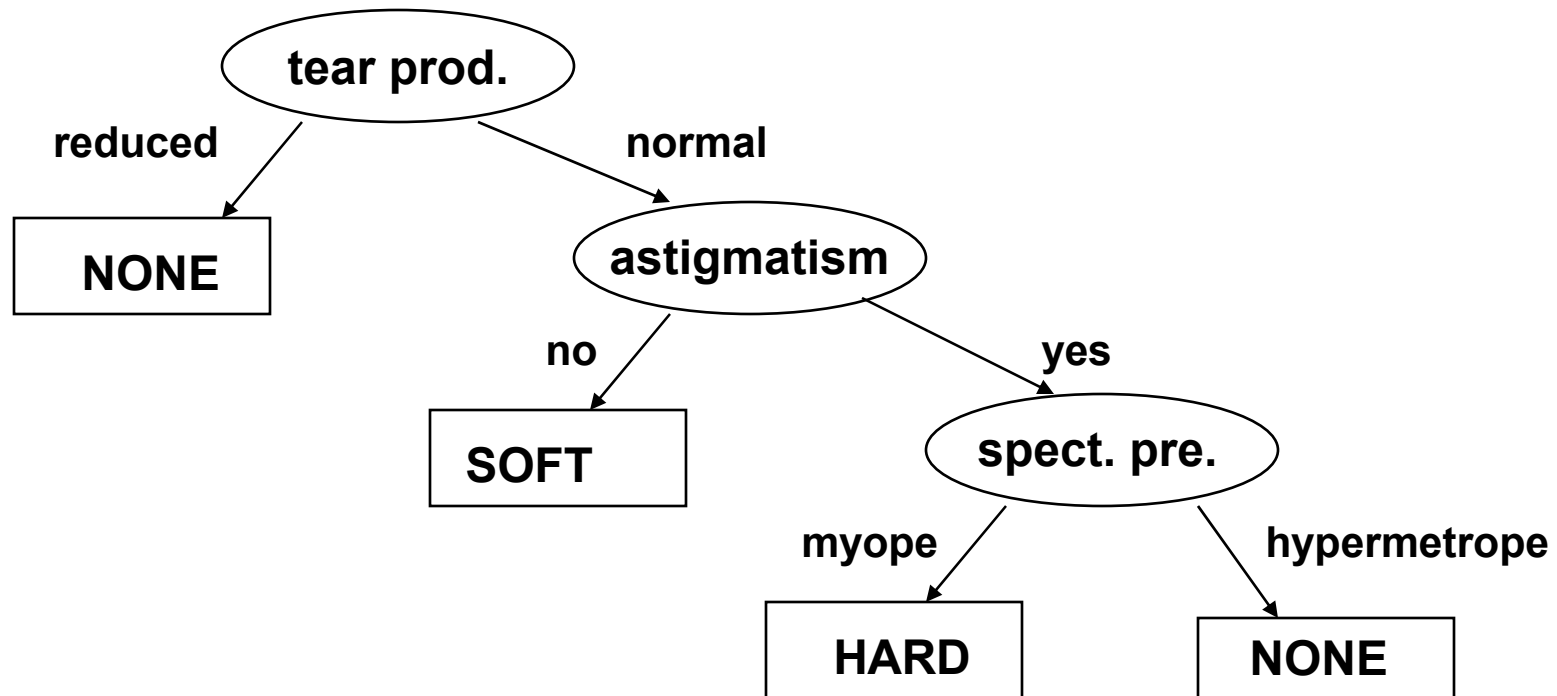 tear prod.
reduced
normal
NONE
astigmatism
no
yes
SOFT
spect. pre.
myope
hypermetrope
HARD
NONE